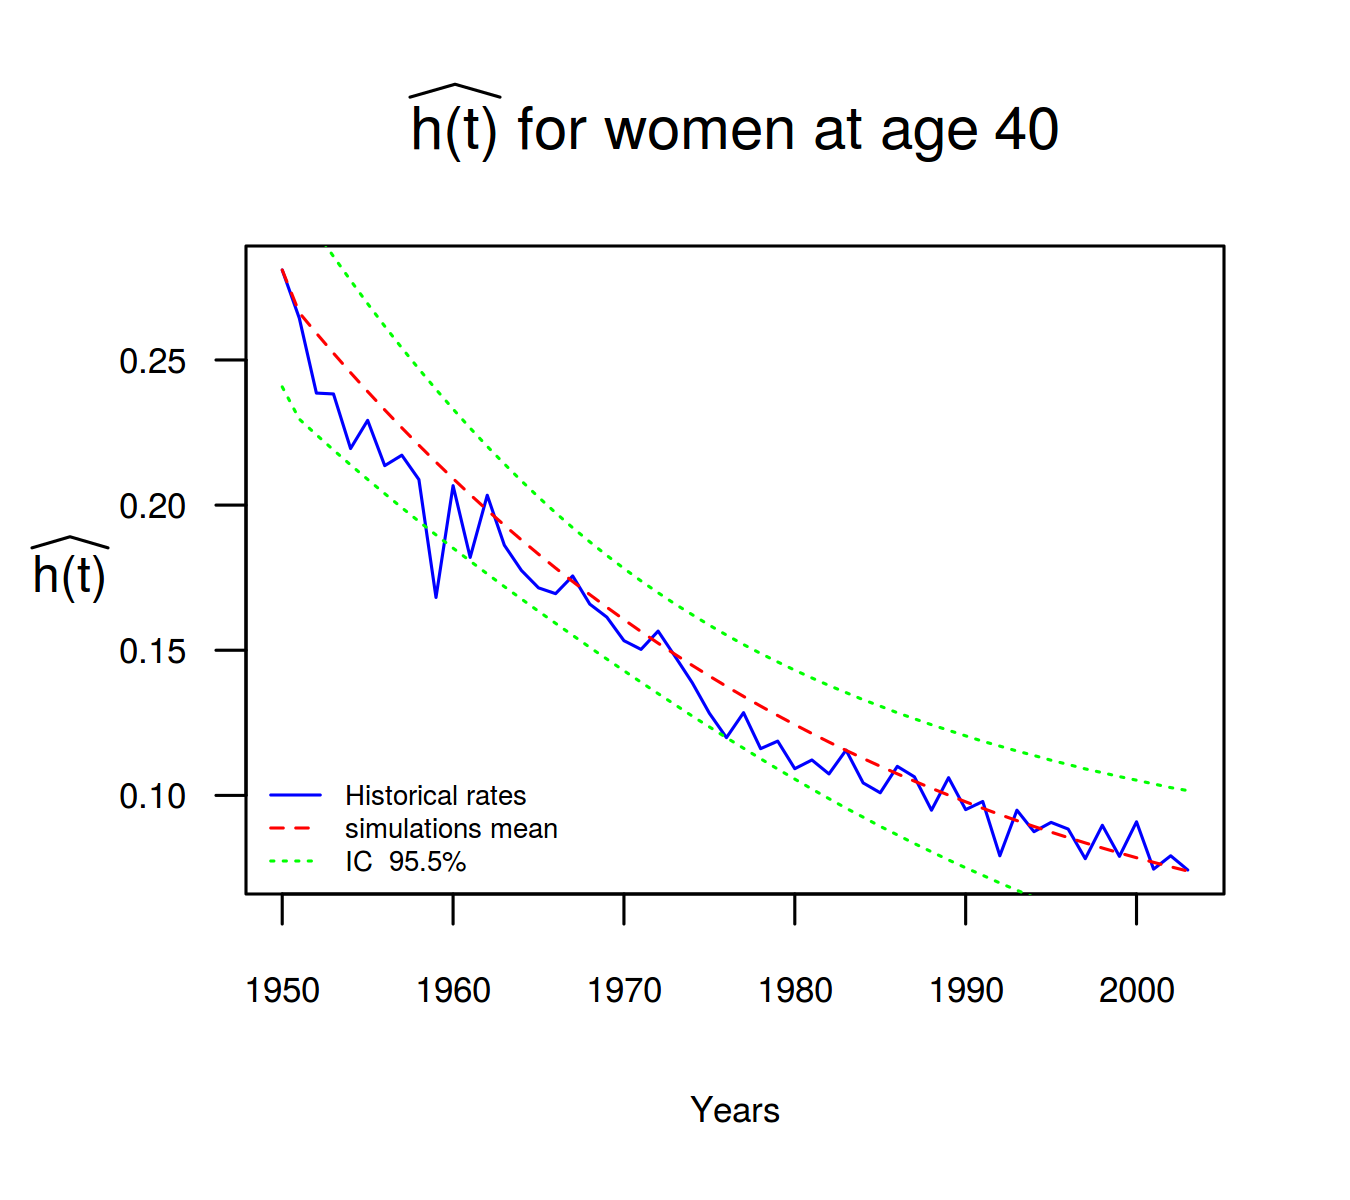 h(t) for women at age 40
h(t)
0.25
0.20
0.15
0.10
Historical rates
simulations mean
IC 95.5%
1950 1960 1970 1980 1990 2000
Years